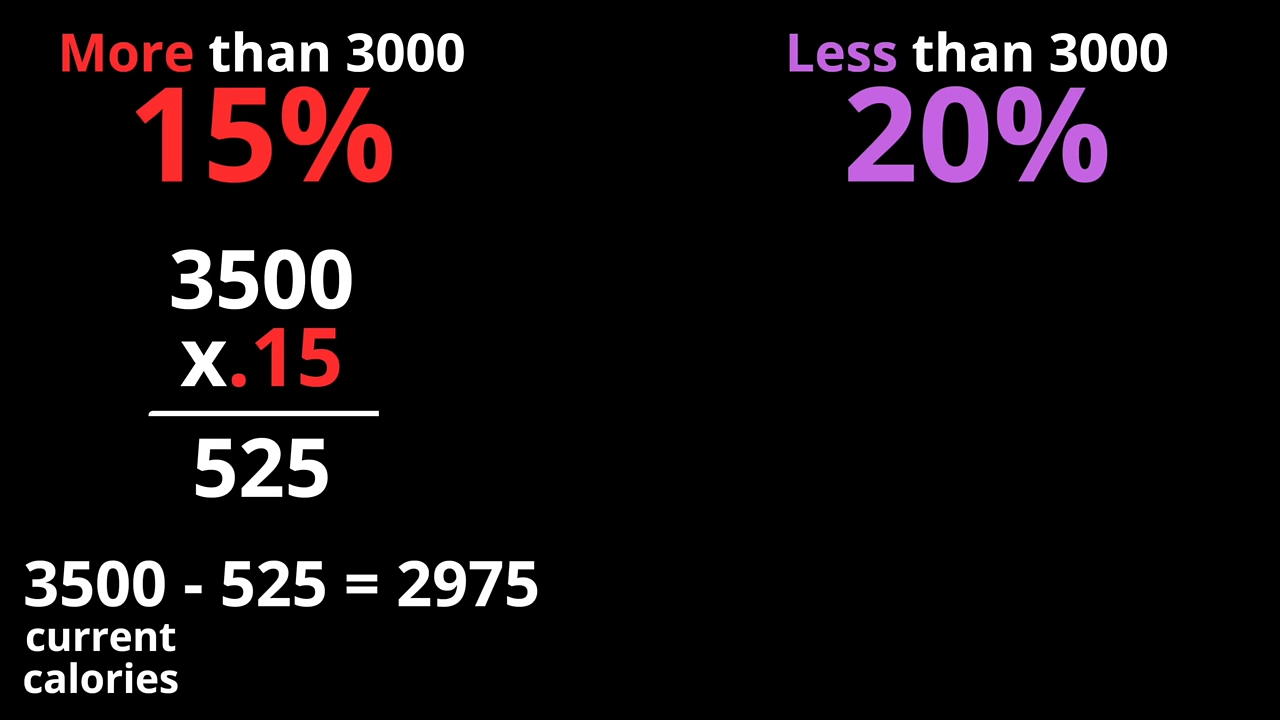 More than 3000
15%
3500
x.15
525
3500 - 525 = 2975
current
calories
Less than 3000
20%